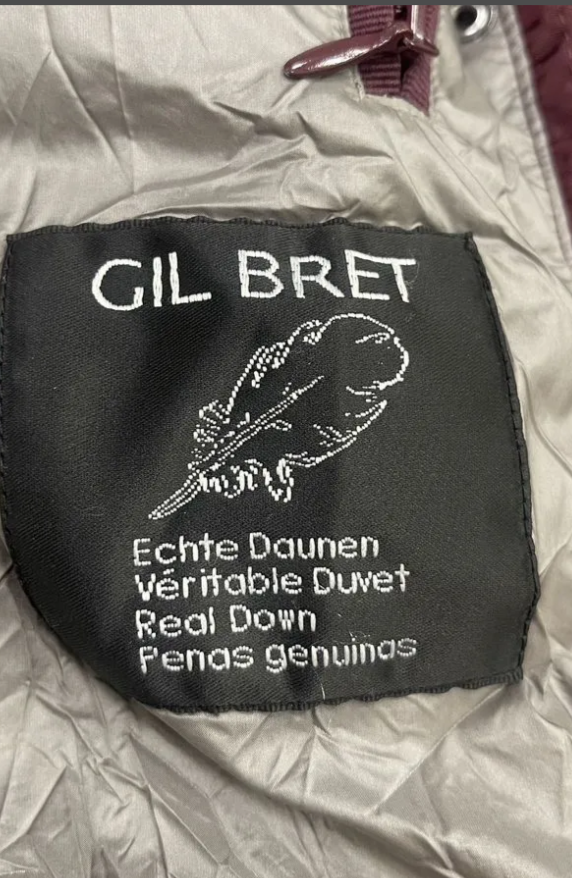 GIL BRET
Echte Daunen
Véritable Duvet
Real Down
Penas genuinas